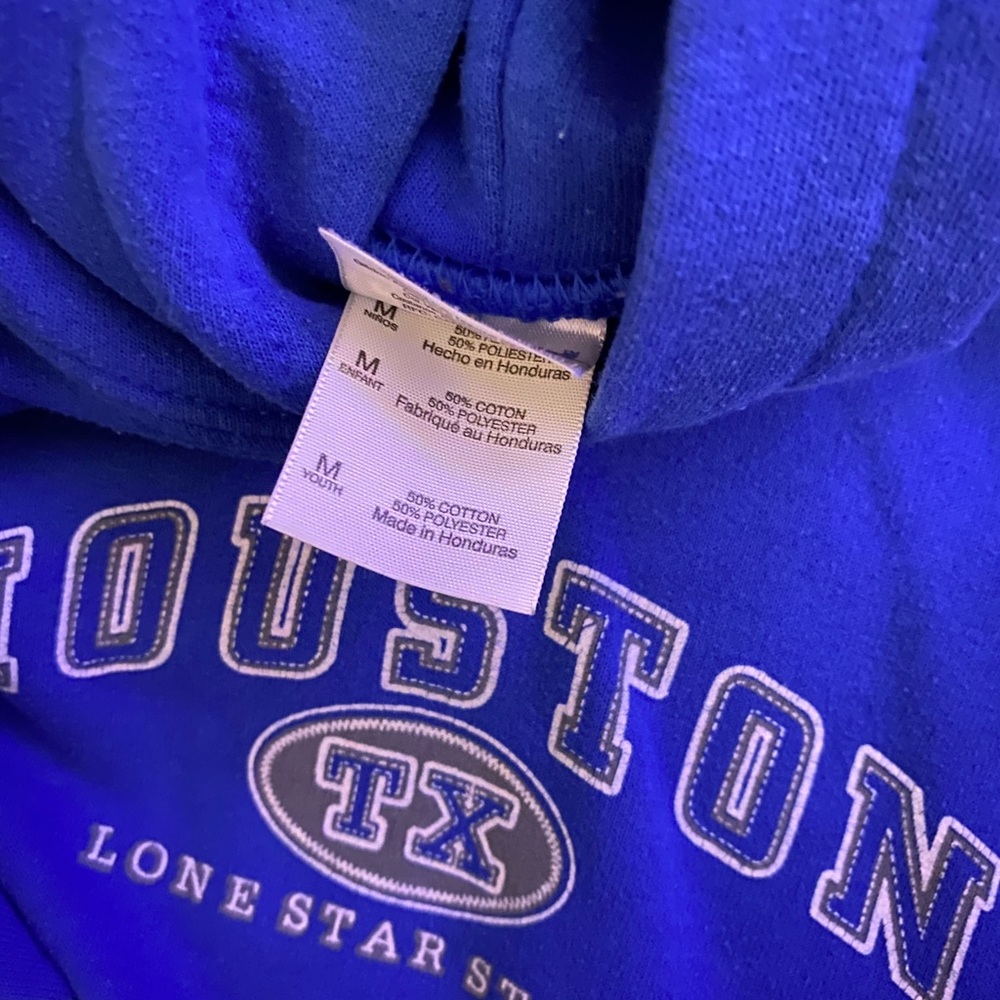 M
NIÑOS
50% POLIESTER
Hecho en Honduras
M
ENFANT
50% COTON
50% POLYESTER
Fabriqué au Honduras
M
YOUTH
50% COTTON
50% POLYESTER
Made in Honduras
HOUSTON
TX
LONE STAR